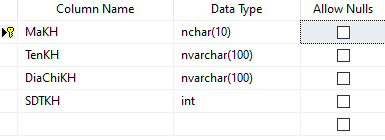 Column Name Data Type Allow Nulls
MaKH nchar(10)
TenKH nvarchar(100)
DiaChiKH nvarchar(100)
SDTKH int